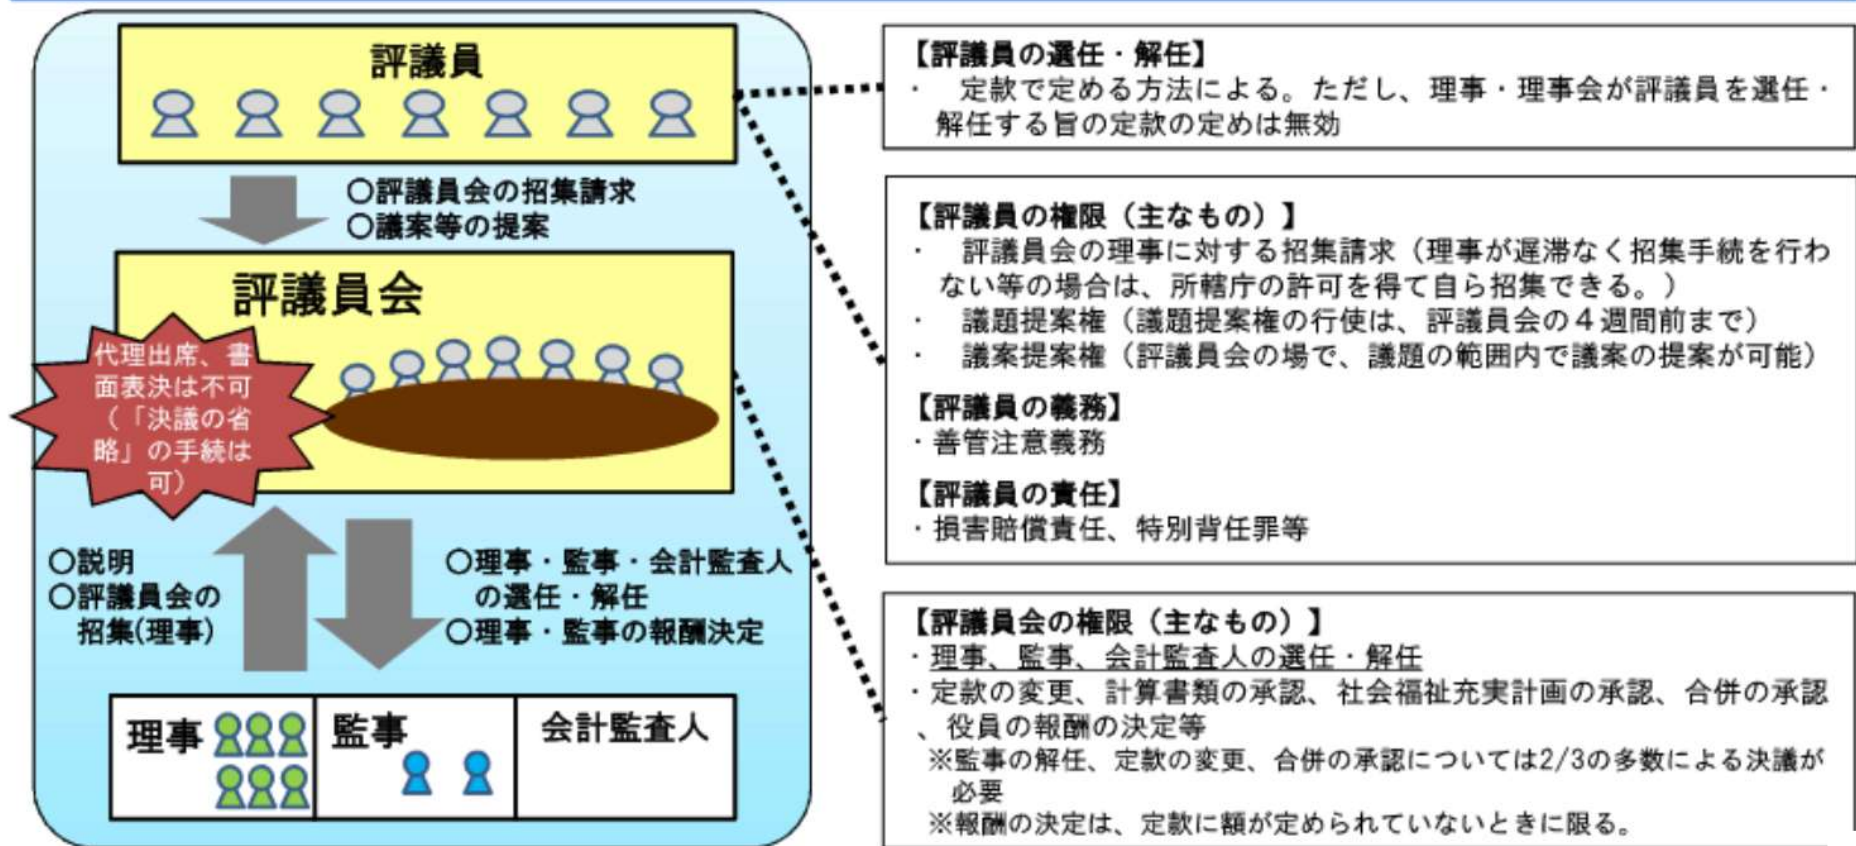 評議員
○評議員会の招集請求
○議案等の提案
評議員会
代理出席、書
面表決は不可
（「決議の省
略」の手続は
可）
○説明
○評議員会の
招集(理事)
○理事・監事・会計監査人
の選任・解任
○理事・監事の報酬決定
理事
監事
会計監査人
【評議員の選任・解任】
・　定款で定める方法による。ただし、理事・理事会が評議員を選任・
解任する旨の定款の定めは無効
【評議員の権限（主なもの）】
・　評議員会の理事に対する招集請求（理事が遅滞なく招集手続を行わ
ない等の場合は、所轄庁の許可を得て自ら招集できる。）
・　議題提案権（議題提案権の行使は、評議員会の４週間前まで）
・　議案提案権（評議員会の場で、議題の範囲内で議案の提案が可能）
【評議員の義務】
・善管注意義務
【評議員の責任】
・損害賠償責任、特別背任罪等
【評議員会の権限（主なもの）】
・理事、監事、会計監査人の選任・解任
・定款の変更、計算書類の承認、社会福祉充実計画の承認、合併の承認
、役員の報酬の決定等
※監事の解任、定款の変更、合併の承認については2/3の多数による決議が
必要
※報酬の決定は、定款に額が定められていないときに限る。